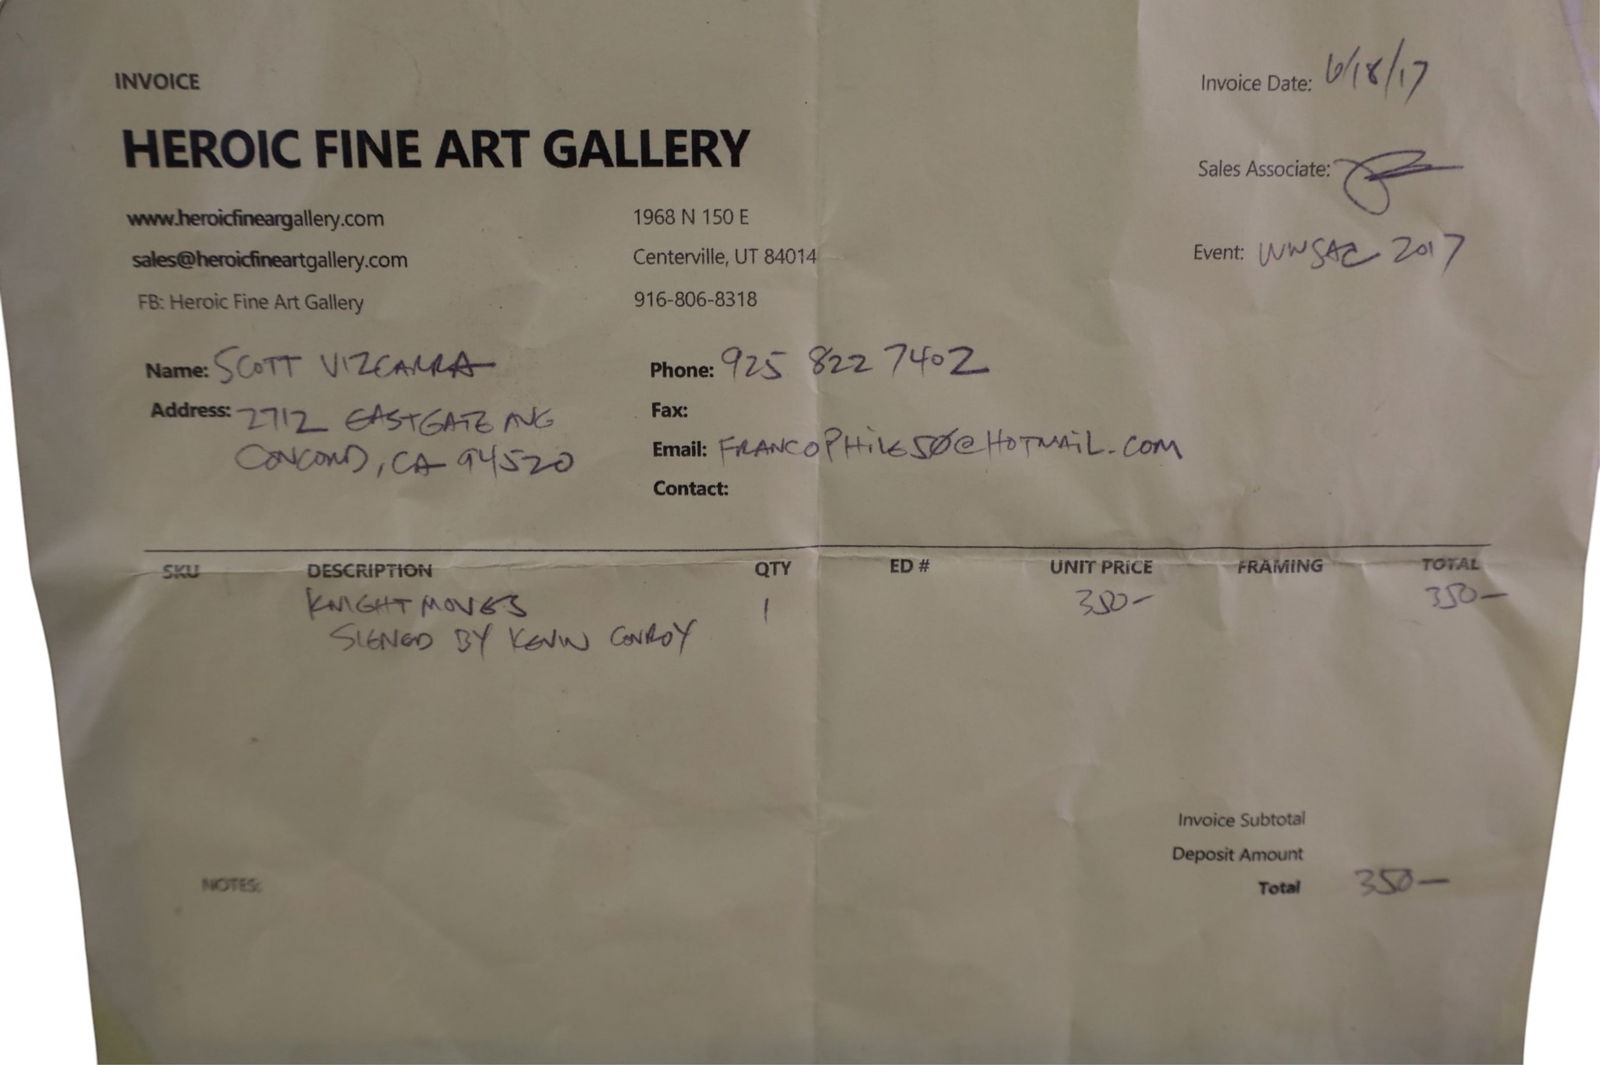 INVOICE
Invoice Date: 6/18/17
HEROIC FINE ART GALLERY
Sales Associate:
www.heroicfineargallery.com
1968 N 150 E
sales@heroicfineartgallery.com
Centerville, UT 84014
Event: WWSAC 2017
FB: Heroic Fine Art Gallery
916-806-8318
Name: SCOTT VIZCARRA
Phone: 925 822 7402
Address: 2712 EASTGATE AVE
CONCORD, CA 94520
Fax:
Email: FRANCOPHILE50@HOTMAIL.COM
Contact:
SKU DESCRIPTION QTY ED # UNIT PRICE FRAMING TOTAL
KNIGHT MOVES 1 350- 350-
SIGNED BY KEVIN CONROY
Invoice Subtotal
Deposit Amount
NOTES:
Total 350-